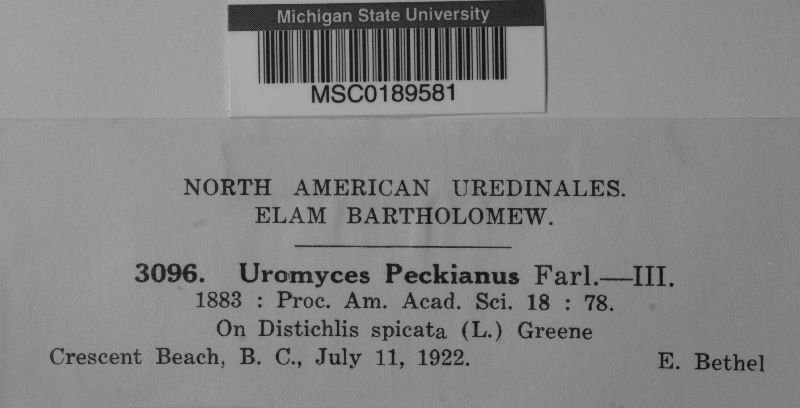 Michigan State University
MSC0189581
NORTH AMERICAN UREDINALES.
ELAM BARTHOLOMEW.
3096. Uromyces Peckianus Farl.—III.
1883 : Proc. Am. Acad. Sci. 18 : 78.
On Distichlis spicata (L.) Greene
Crescent Beach, B. C., July 11, 1922. E. Bethel